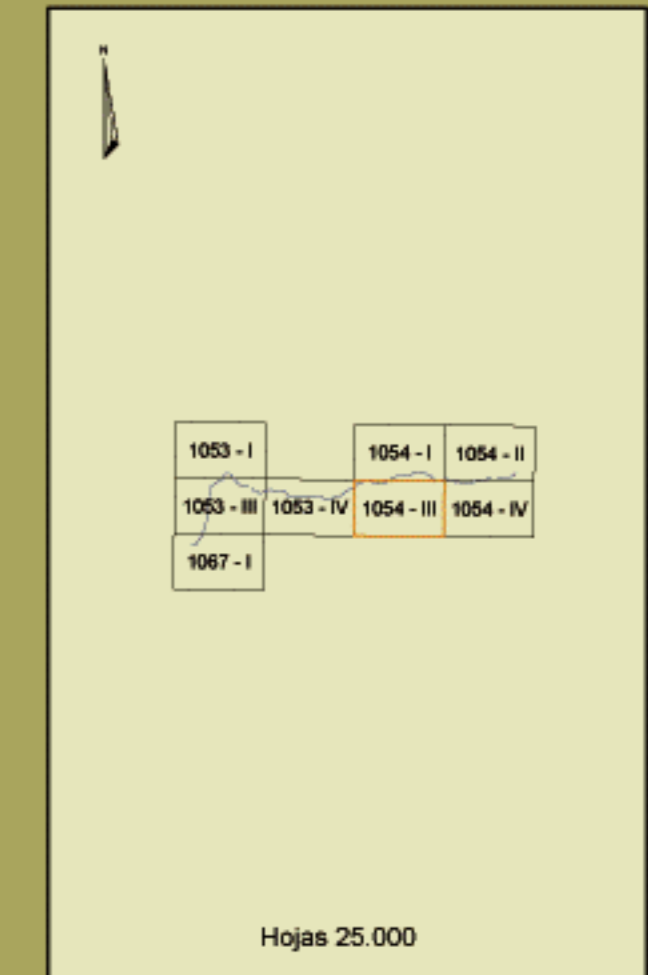 N
1053 - I
1054 - I
1054 - II
1053 - III
1053 - IV
1054 - III
1054 - IV
1067 - I
Hojas 25.000